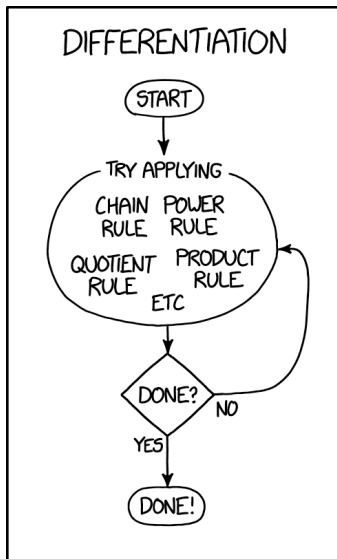 DIFFERENTIATION
START
TRY APPLYING
CHAIN RULE
POWER RULE
QUOTIENT RULE
PRODUCT RULE
ETC
DONE?
NO
YES
DONE!